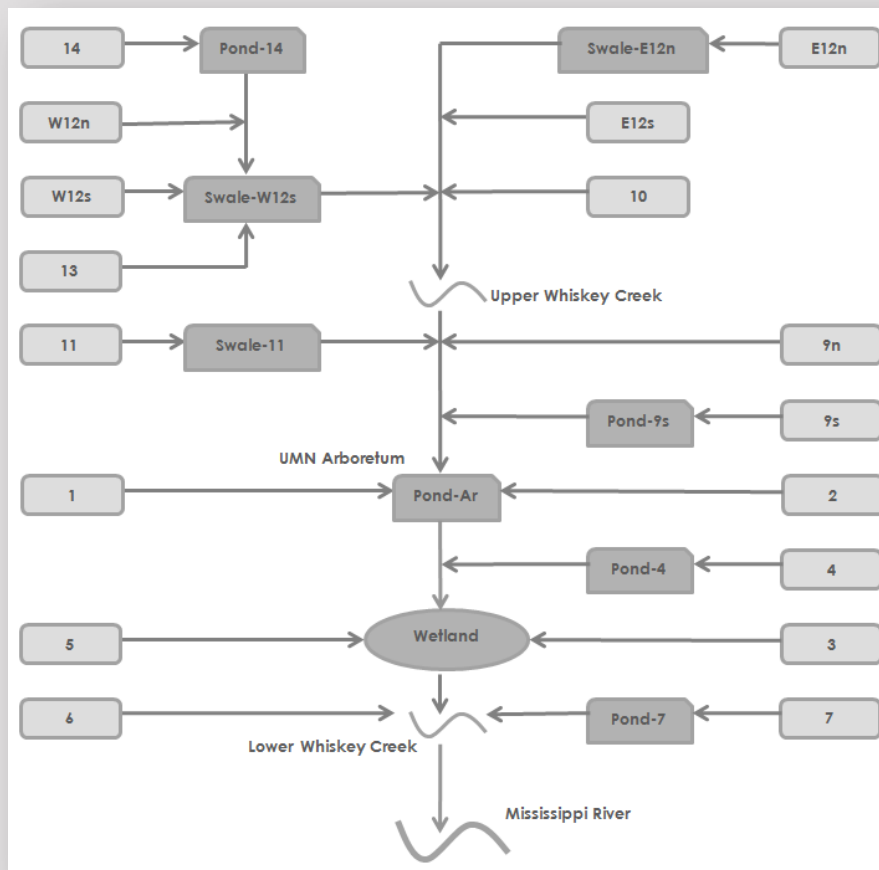 14
Pond-14
Swale-E12n
E12n
W12n
E12s
W12s
Swale-W12s
10
13
Upper Whiskey Creek
11
Swale-11
9n
Pond-9s
9s
UMN Arboretum
1
Pond-Ar
2
Pond-4
4
5
Wetland
3
6
Pond-7
7
Lower Whiskey Creek
Mississippi River